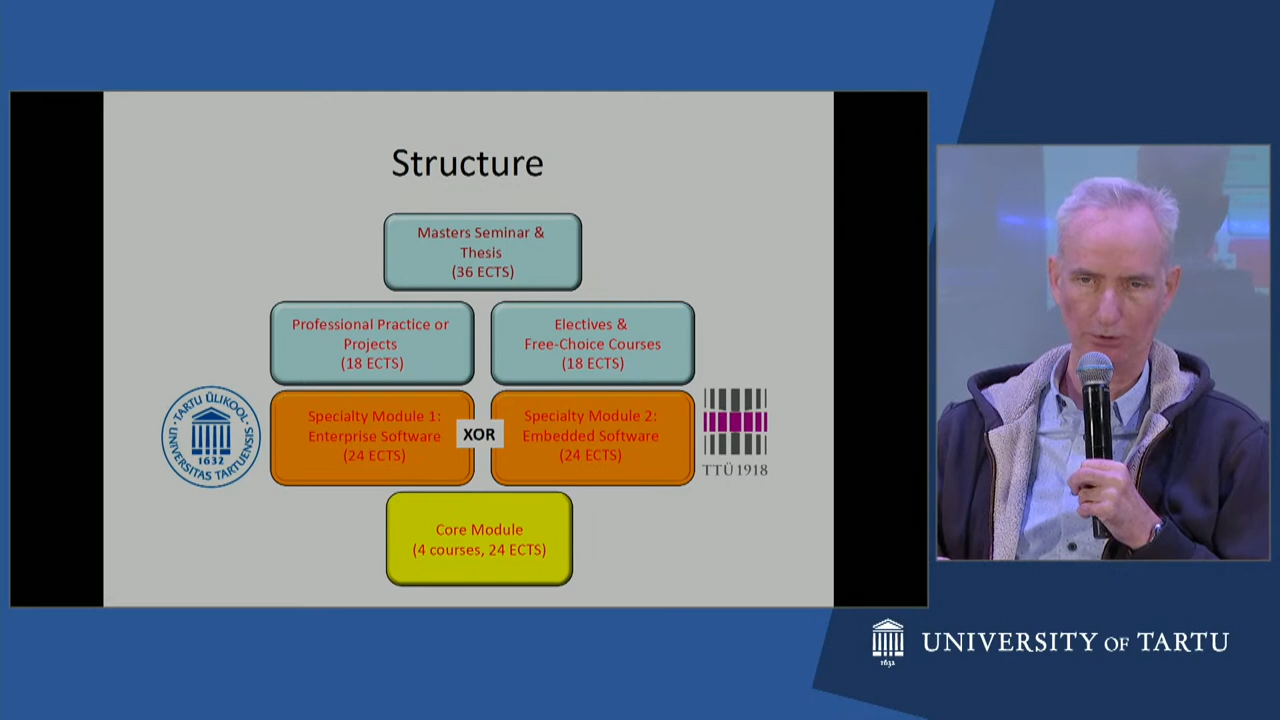 Structure
Masters Seminar &
Thesis
(36 ECTS)
Professional Practice or
Projects
(18 ECTS)
Electives &
Free-Choice Courses
(18 ECTS)
TARTU ÜLIKOOL
1632
UNIVERSITAS TARTUENSIS
Specialty Module 1:
Enterprise Software
(24 ECTS)
XOR
Specialty Module 2:
Embedded Software
(24 ECTS)
TTÜ1918
Core Module
(4 courses, 24 ECTS)
1632
UNIVERSITY OF TARTU